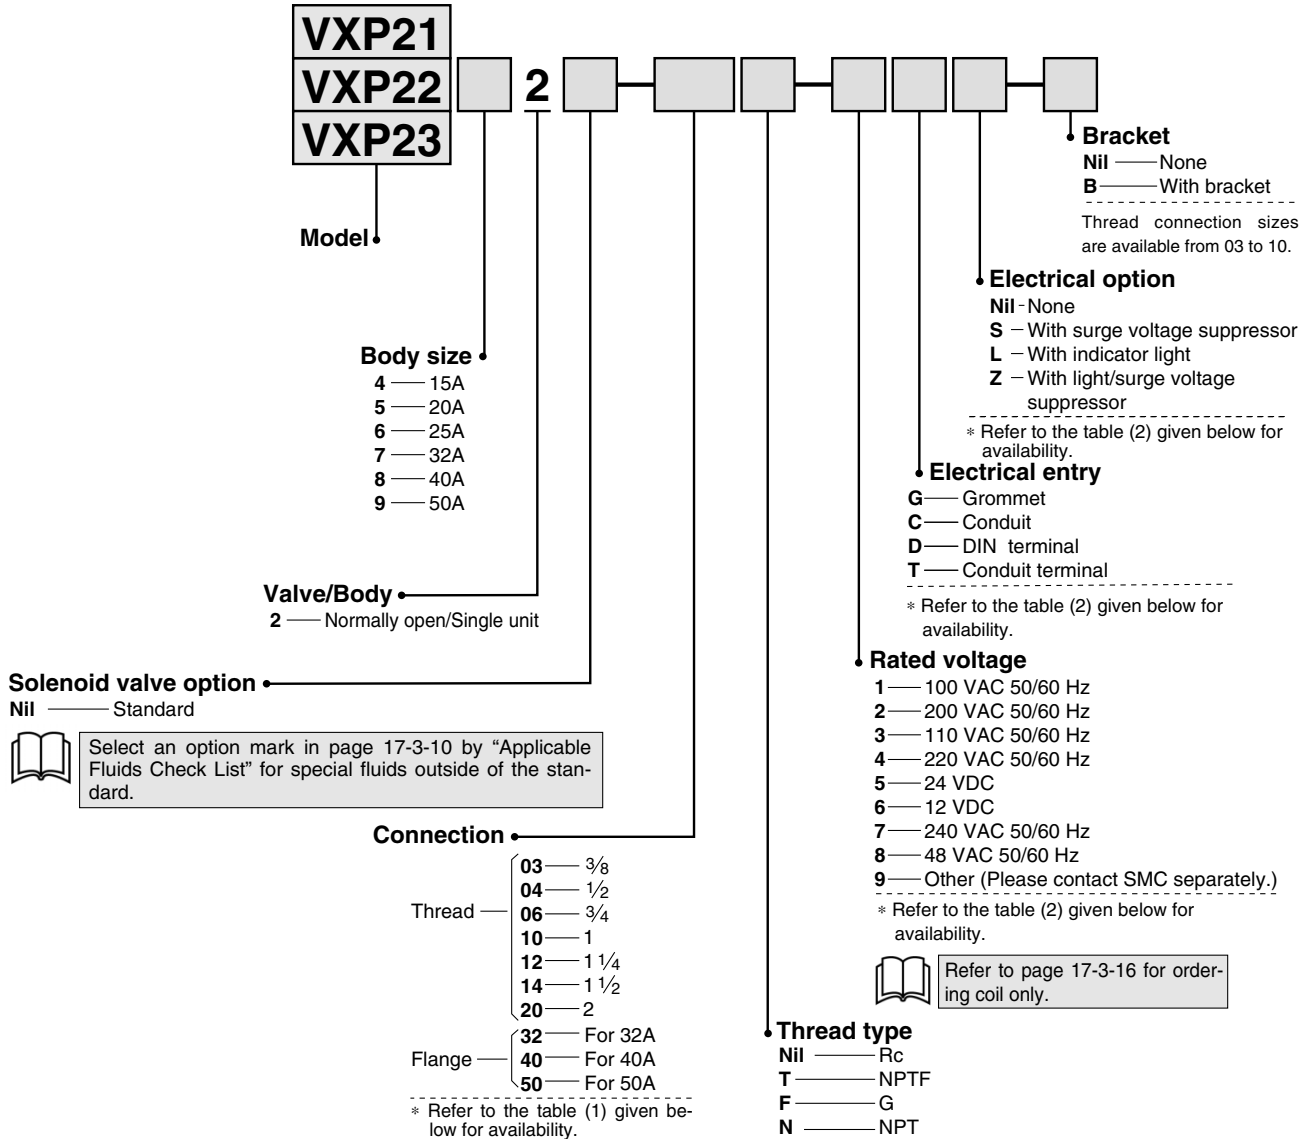 VXP21
VXP22 2
VXP23
Model
Bracket
Nil None
B With bracket
Thread connection sizes
are available from 03 to 10.
Electrical option
Nil None
S With surge voltage suppressor
L With indicator light
Z With light/surge voltage
suppressor
* Refer to the table (2) given below for
availability.
Body size
4 15A
5 20A
6 25A
7 32A
8 40A
9 50A
Electrical entry
G Grommet
C Conduit
D DIN terminal
T Conduit terminal
* Refer to the table (2) given below for
availability.
Valve/Body
2 Normally open/Single unit
Solenoid valve option
Nil Standard
Select an option mark in page 17-3-10 by “Applicable
Fluids Check List” for special fluids outside of the stan-
dard.
Rated voltage
1 100 VAC 50/60 Hz
2 200 VAC 50/60 Hz
3 110 VAC 50/60 Hz
4 220 VAC 50/60 Hz
5 24 VDC
6 12 VDC
7 240 VAC 50/60 Hz
8 48 VAC 50/60 Hz
9 Other (Please contact SMC separately.)
* Refer to the table (2) given below for
availability.
Refer to page 17-3-16 for order-
ing coil only.
Connection
Thread
03 3/8
04 1/2
06 3/4
10 1
12 1 1/4
14 1 1/2
20 2
Flange
32 For 32A
40 For 40A
50 For 50A
* Refer to the table (1) given be-
low for availability.
Thread type
Nil Rc
T NPTF
F G
N NPT